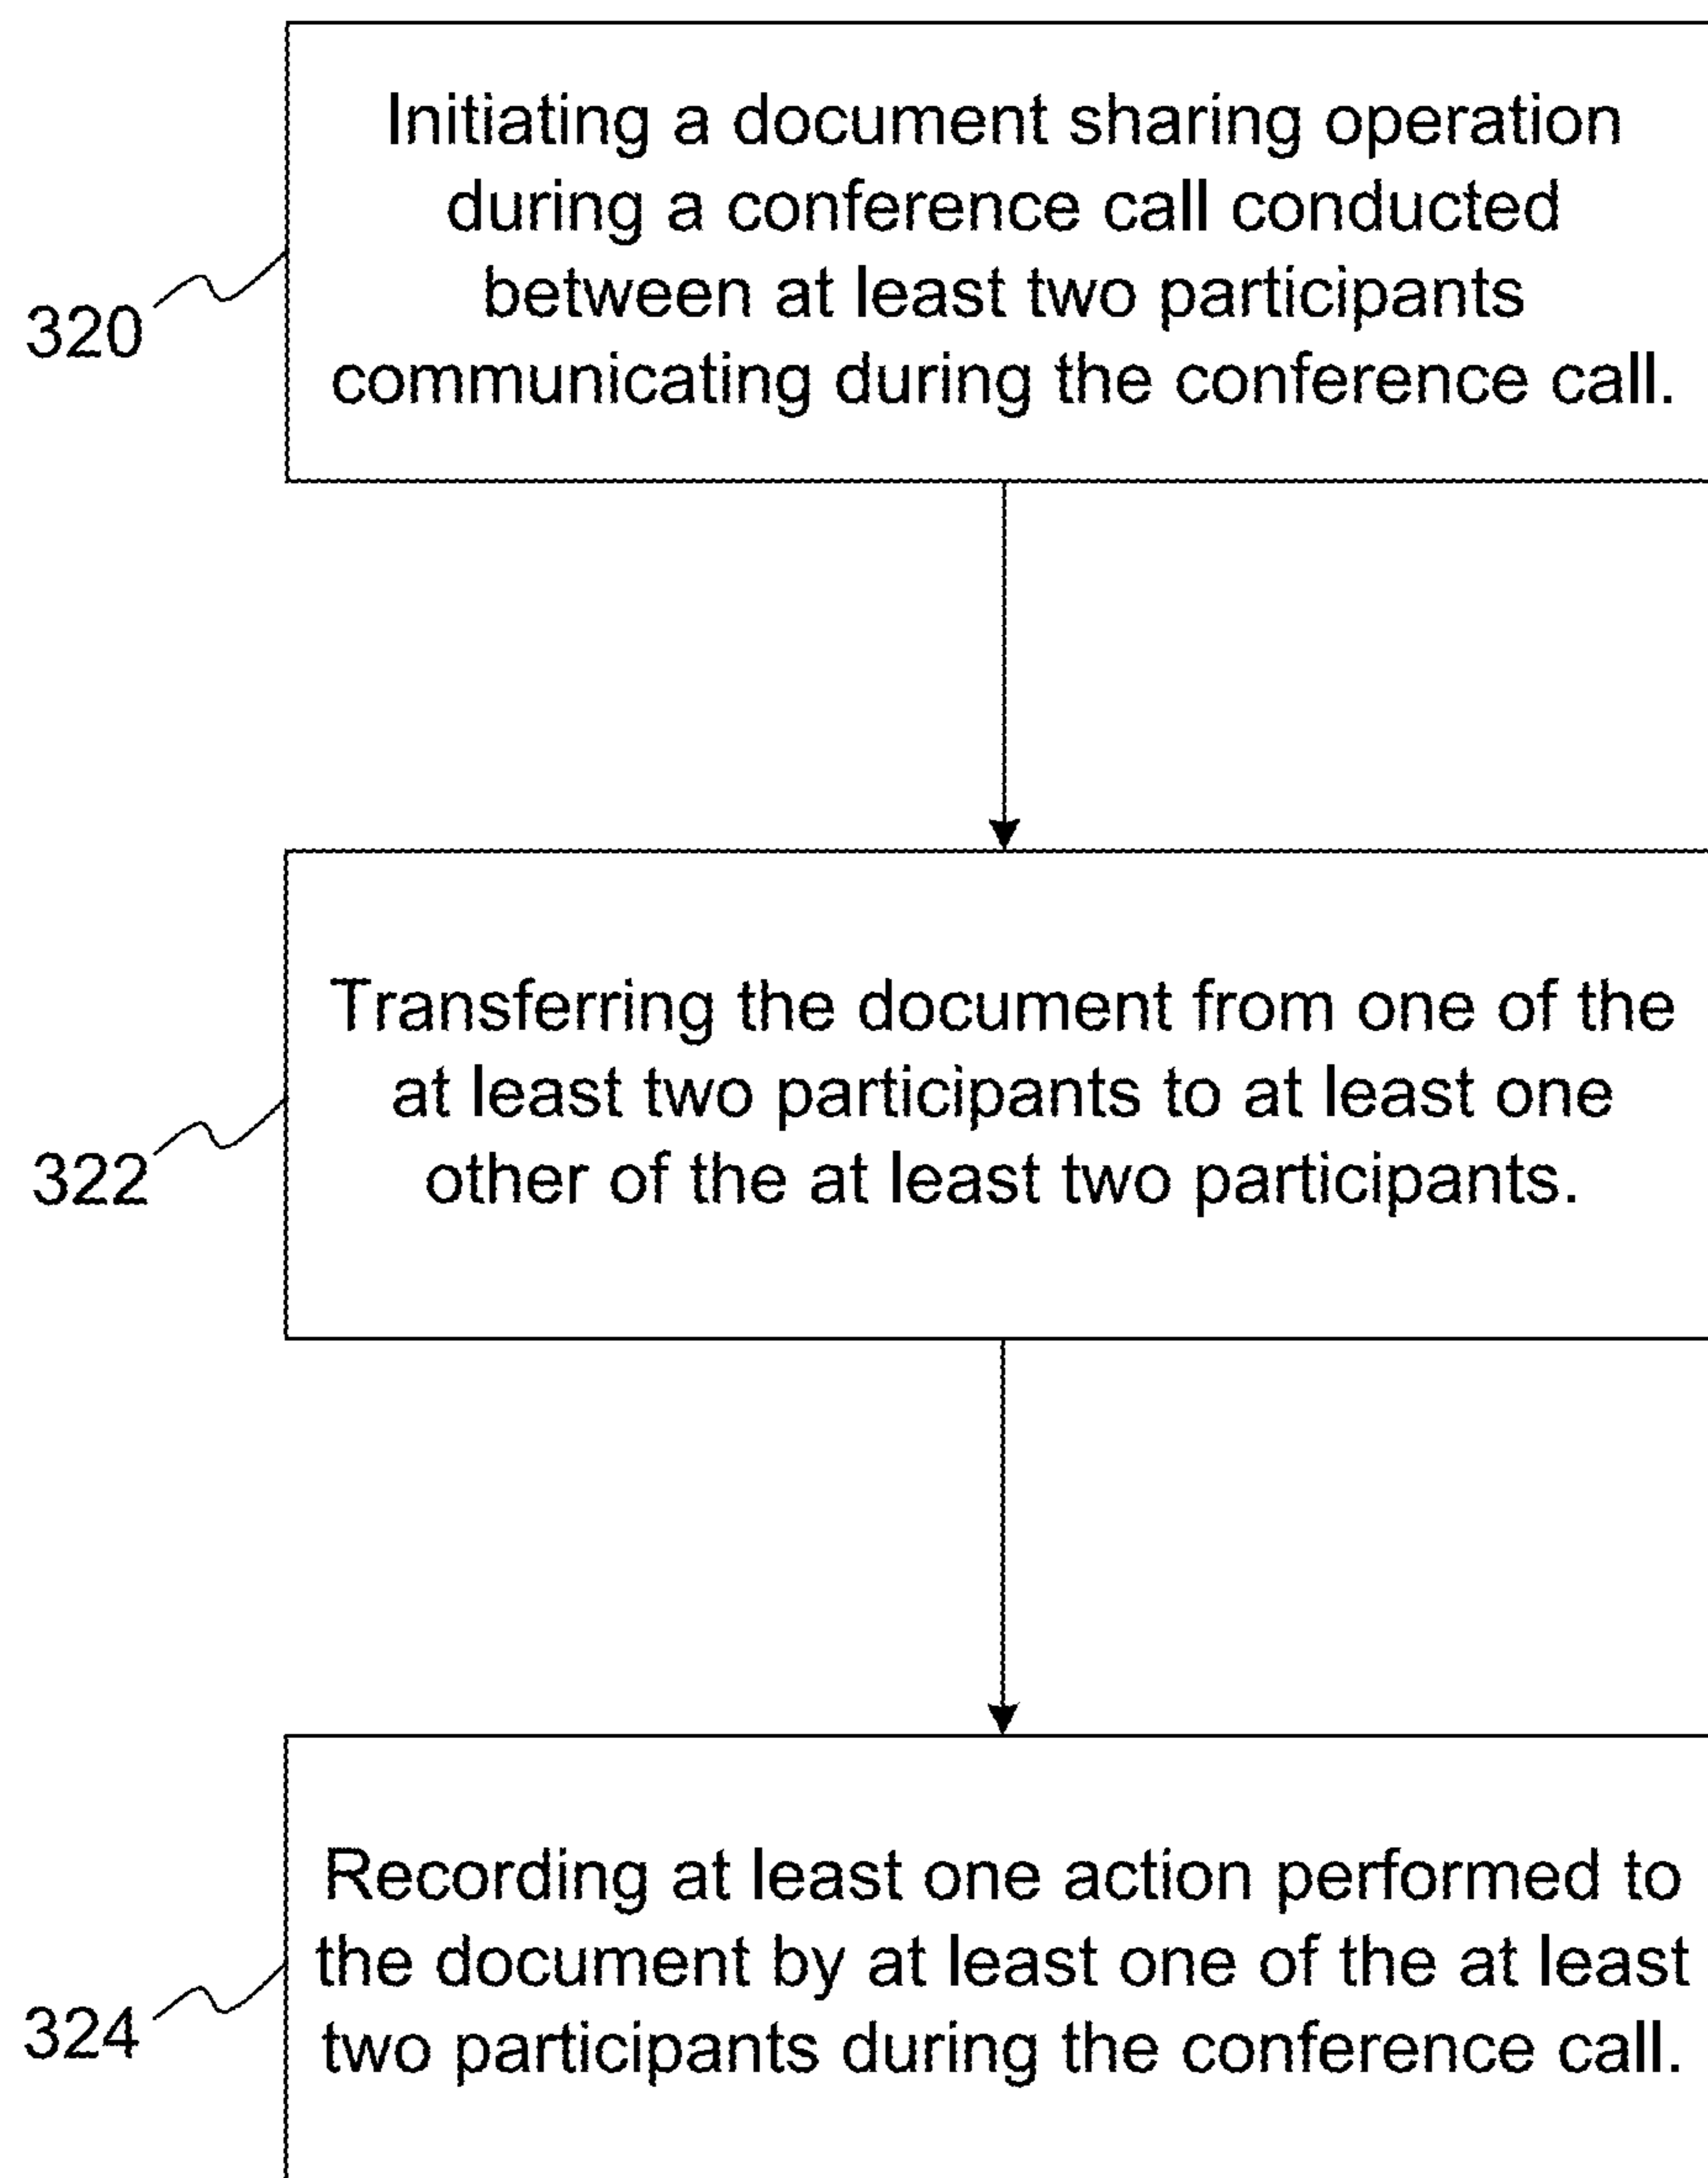 Initiating a document sharing operation
during a conference call conducted
between at least two participants
communicating during the conference call.
320
Transferring the document from one of the
at least two participants to at least one
other of the at least two participants.
322
Recording at least one action performed to
the document by at least one of the at least
two participants during the conference call.
324